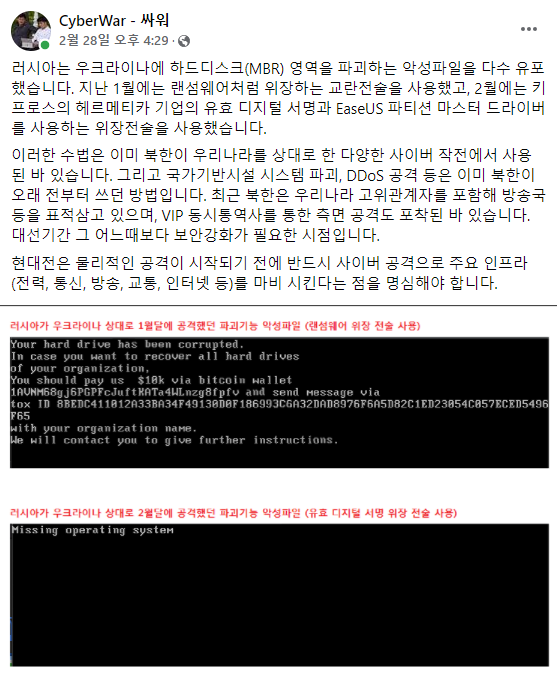 CyberWar - 싸워
2월 28일 오후 4:29 ·
러시아는 우크라이나에 하드디스크(MBR) 영역을 파괴하는 악성파일을 다수 유포
했습니다. 지난 1월에는 랜섬웨어처럼 위장하는 교란전술을 사용했고, 2월에는 키
프로스의 헤르메티카 기업의 유효 디지털 서명과 EaseUS 파티션 마스터 드라이버
를 사용하는 위장전술을 사용했습니다.
이러한 수법은 이미 북한이 우리나라를 상대로 한 다양한 사이버 작전에서 사용
된 바 있습니다. 그리고 국가기반시설 시스템 파괴, DDoS 공격 등은 이미 북한이
오래 전부터 쓰던 방법입니다. 최근 북한은 우리나라 고위관계자를 포함해 방송국
등을 표적삼고 있으며, VIP 동시통역사를 통한 측면 공격도 포착된 바 있습니다.
대선기간 그 어느때보다 보안강화가 필요한 시점입니다.
현대전은 물리적인 공격이 시작되기 전에 반드시 사이버 공격으로 주요 인프라
(전력, 통신, 방송, 교통, 인터넷 등)를 마비 시킨다는 점을 명심해야 합니다.
러시아가 우크라이나 상대로 1월달에 공격했던 파괴기능 악성파일 (랜섬웨어 위장 전술 사용)
Your hard drive has been corrupted.
In case you want to recover all hard drives
of your organization,
You should pay us  $10k via bitcoin wallet
1AVNM68gj6PGPFcJuftKATa4WLnzg8fpfv and send message via
tox ID 8BEDC411012A33BA34F49130D0F186993C6A32DAD8976F6A5D82C1ED23054C057ECED5496
F65
with your organization name.
We will contact you to give further instructions.
러시아가 우크라이나 상대로 2월달에 공격했던 파괴기능 악성파일 (유효 디지털 서명 위장 전술 사용)
Missing operating system